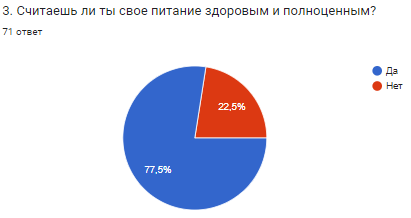 3. Считаешь ли ты свое питание здоровым и полноценным?
71 ответ
Да
Нет
22,5%
77,5%